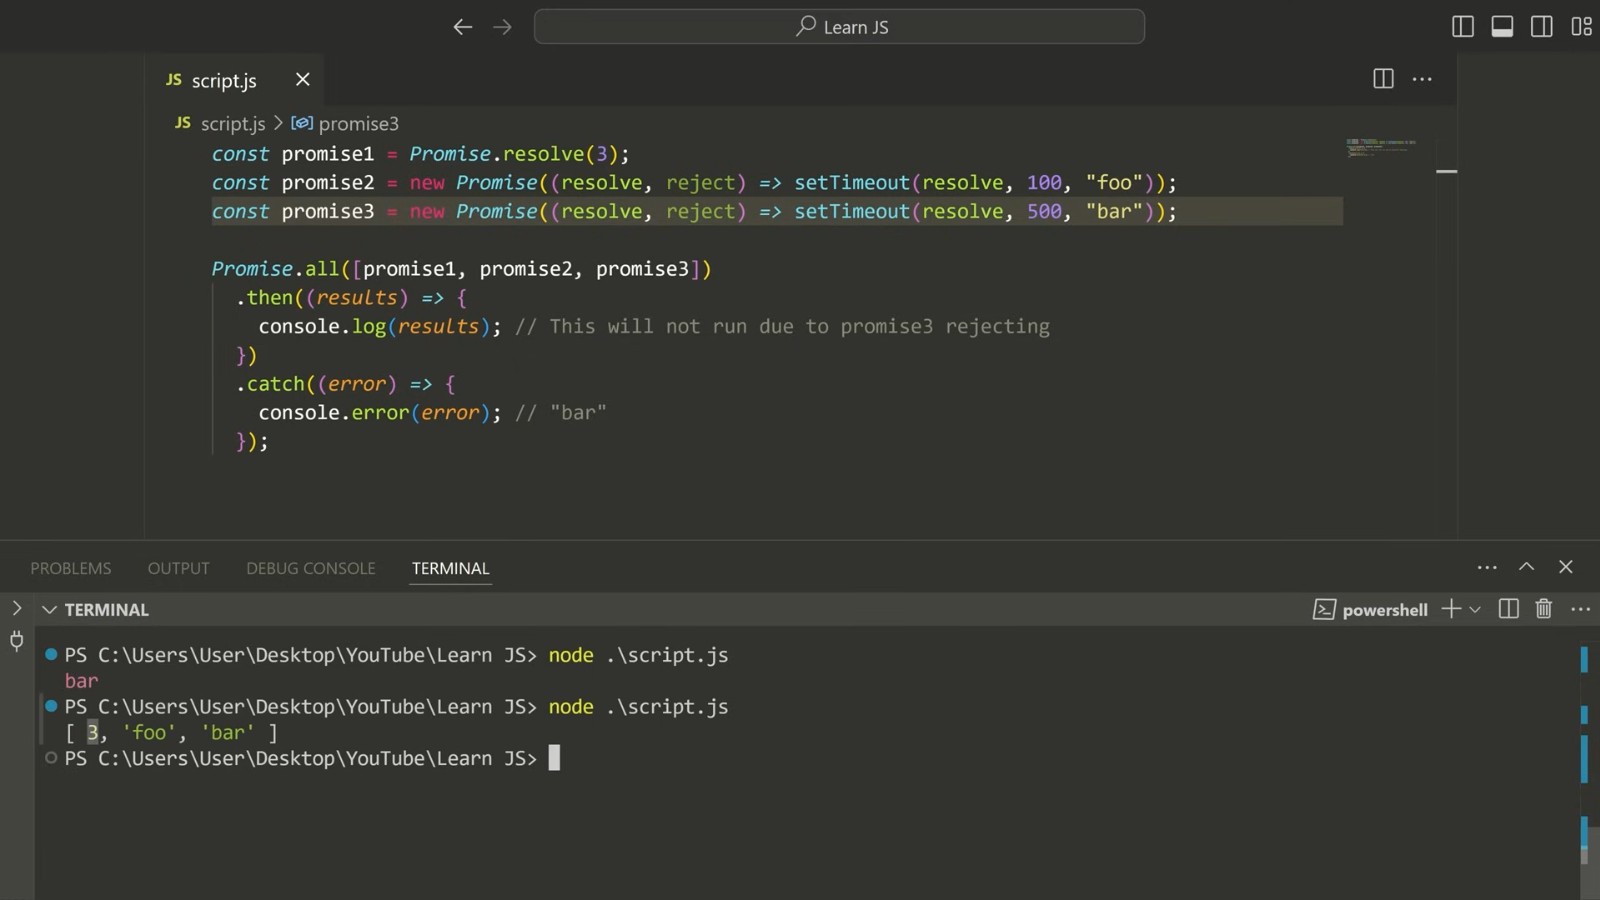 Learn JS
JS script.js
JS script.js > promise3
const promise1 = Promise.resolve(3);
const promise2 = new Promise((resolve, reject) => setTimeout(resolve, 100, "foo"));
const promise3 = new Promise((resolve, reject) => setTimeout(resolve, 500, "bar"));
Promise.all([promise1, promise2, promise3])
.then((results) => {
console.log(results); // This will not run due to promise3 rejecting
})
.catch((error) => {
console.error(error); // "bar"
});
PROBLEMS OUTPUT DEBUG CONSOLE TERMINAL
TERMINAL powershell
PS C:\Users\User\Desktop\YouTube\Learn JS> node .\script.js
bar
PS C:\Users\User\Desktop\YouTube\Learn JS> node .\script.js
[ 3, 'foo', 'bar' ]
PS C:\Users\User\Desktop\YouTube\Learn JS>